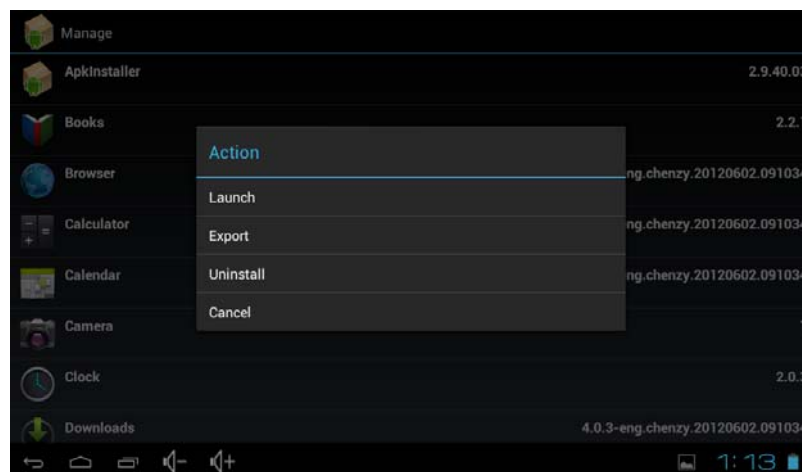 Manage
ApkInstaller 2.9.40.03
Books 2.2.
Action
Browser ng.chenzy.20120602.09103
Launch
Calculator ng.chenzy.20120602.09103
Export
Calendar ng.chenzy.20120602.09103
Uninstall
Cancel
Camera
Clock 2.0.
Downloads 4.0.3-eng.chenzy.20120602.09103
1:13